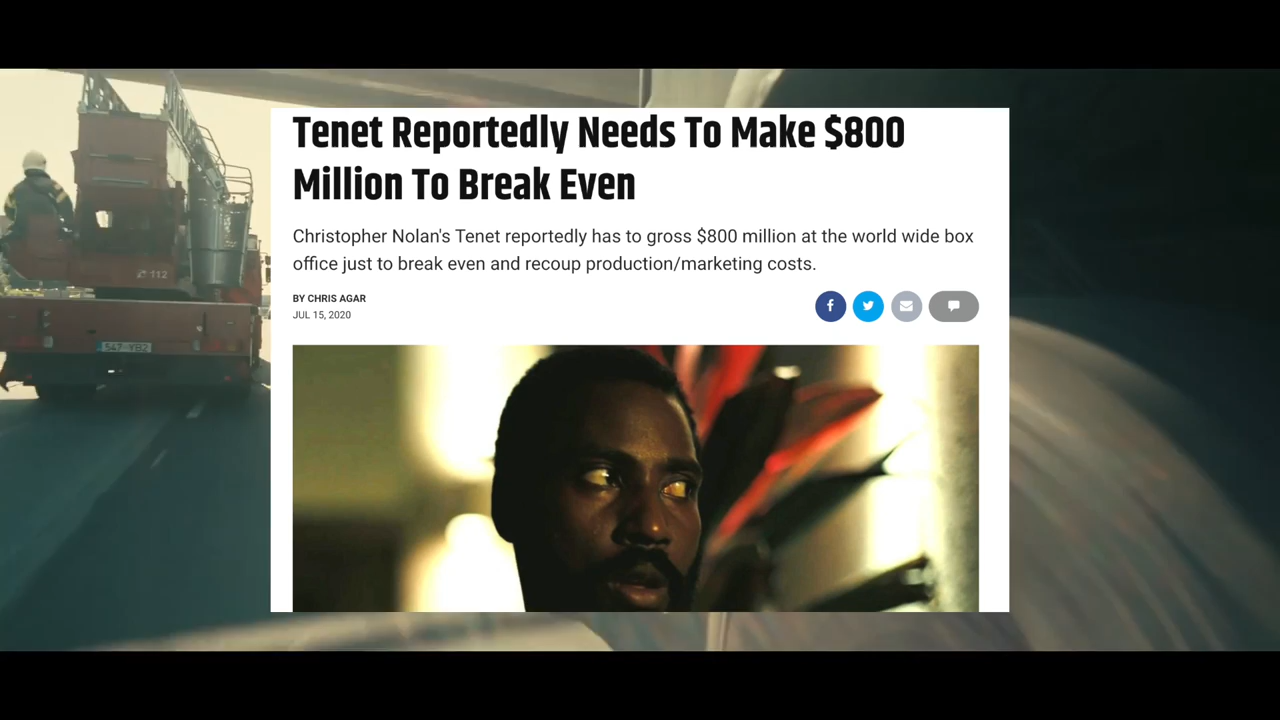 Tenet Reportedly Needs To Make $800
Million To Break Even
Christopher Nolan's Tenet reportedly has to gross $800 million at the world wide box
office just to break even and recoup production/marketing costs.
BY CHRIS AGAR
JUL 15, 2020
112
547 YB2